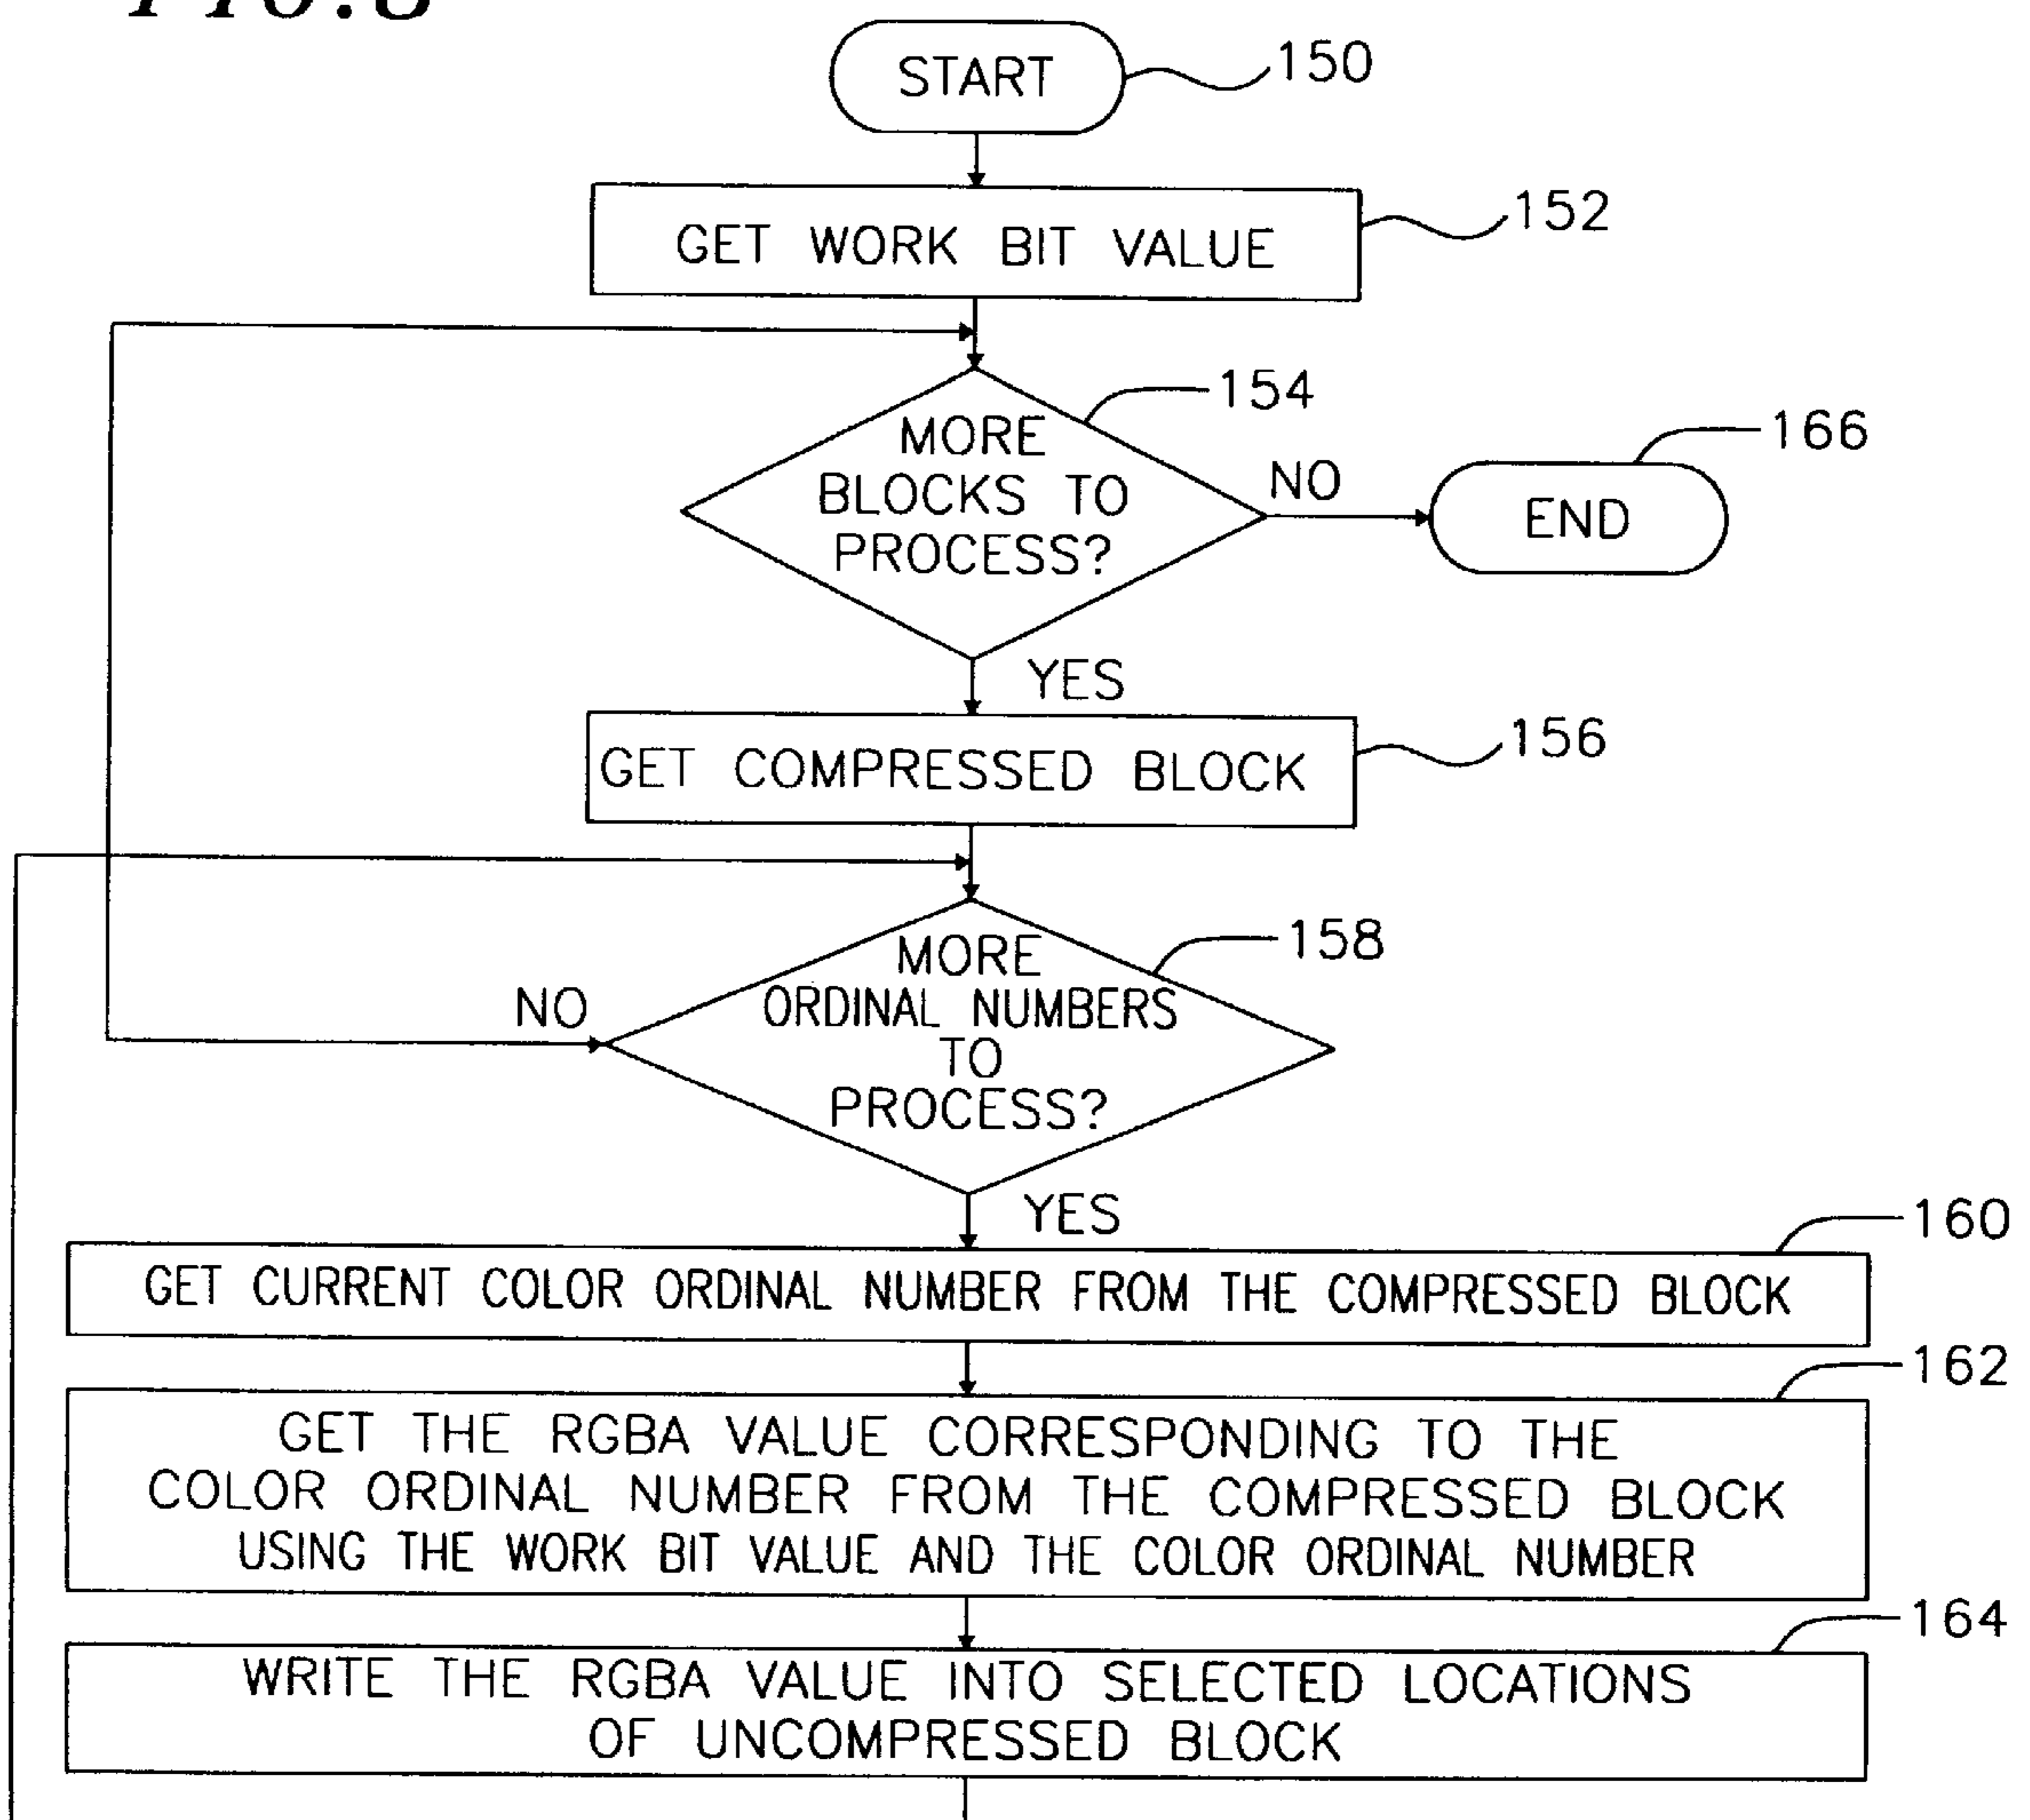 START
150
GET WORK BIT VALUE
152
MORE
BLOCKS TO
PROCESS?
154
NO
END
166
YES
GET COMPRESSED BLOCK
156
MORE
ORDINAL NUMBERS
TO
PROCESS?
158
NO
YES
GET CURRENT COLOR ORDINAL NUMBER FROM THE COMPRESSED BLOCK
160
GET THE RGBA VALUE CORRESPONDING TO THE
COLOR ORDINAL NUMBER FROM THE COMPRESSED BLOCK
USING THE WORK BIT VALUE AND THE COLOR ORDINAL NUMBER
162
WRITE THE RGBA VALUE INTO SELECTED LOCATIONS
OF UNCOMPRESSED BLOCK
164